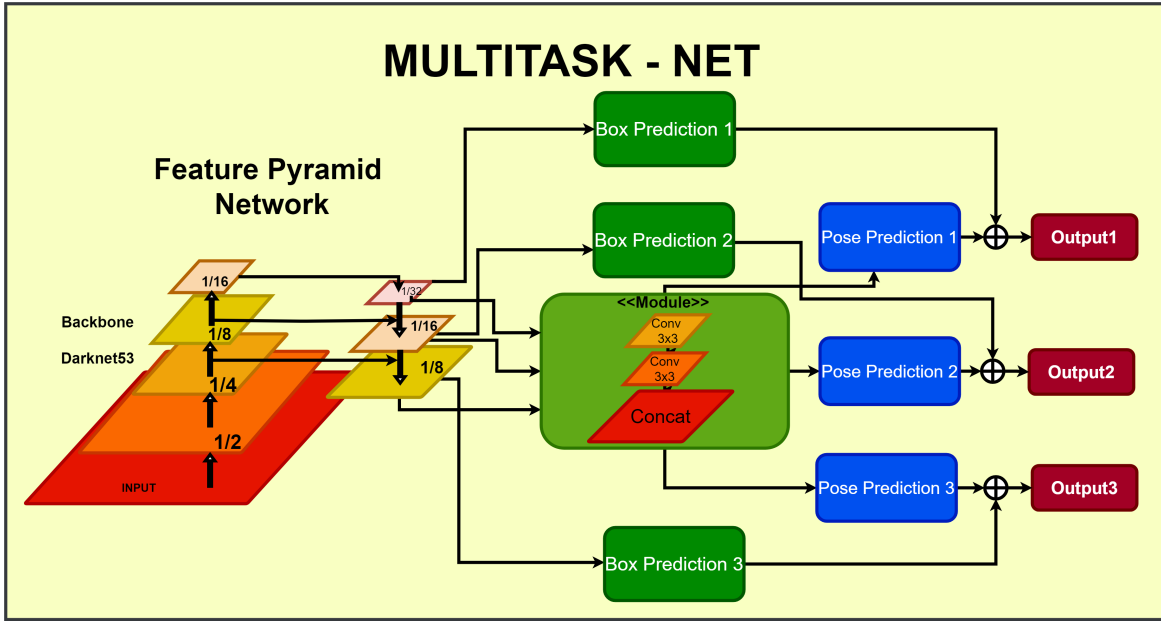 MULTITASK - NET
Feature Pyramid
Network
Backbone
Darknet53
1/16
1/8
1/4
1/2
INPUT
1/32
1/16
1/8
Box Prediction 1
Box Prediction 2
<<Module>>
Conv
3x3
Conv
3x3
Concat
Box Prediction 3
Pose Prediction 1
Pose Prediction 2
Pose Prediction 3
Output1
Output2
Output3